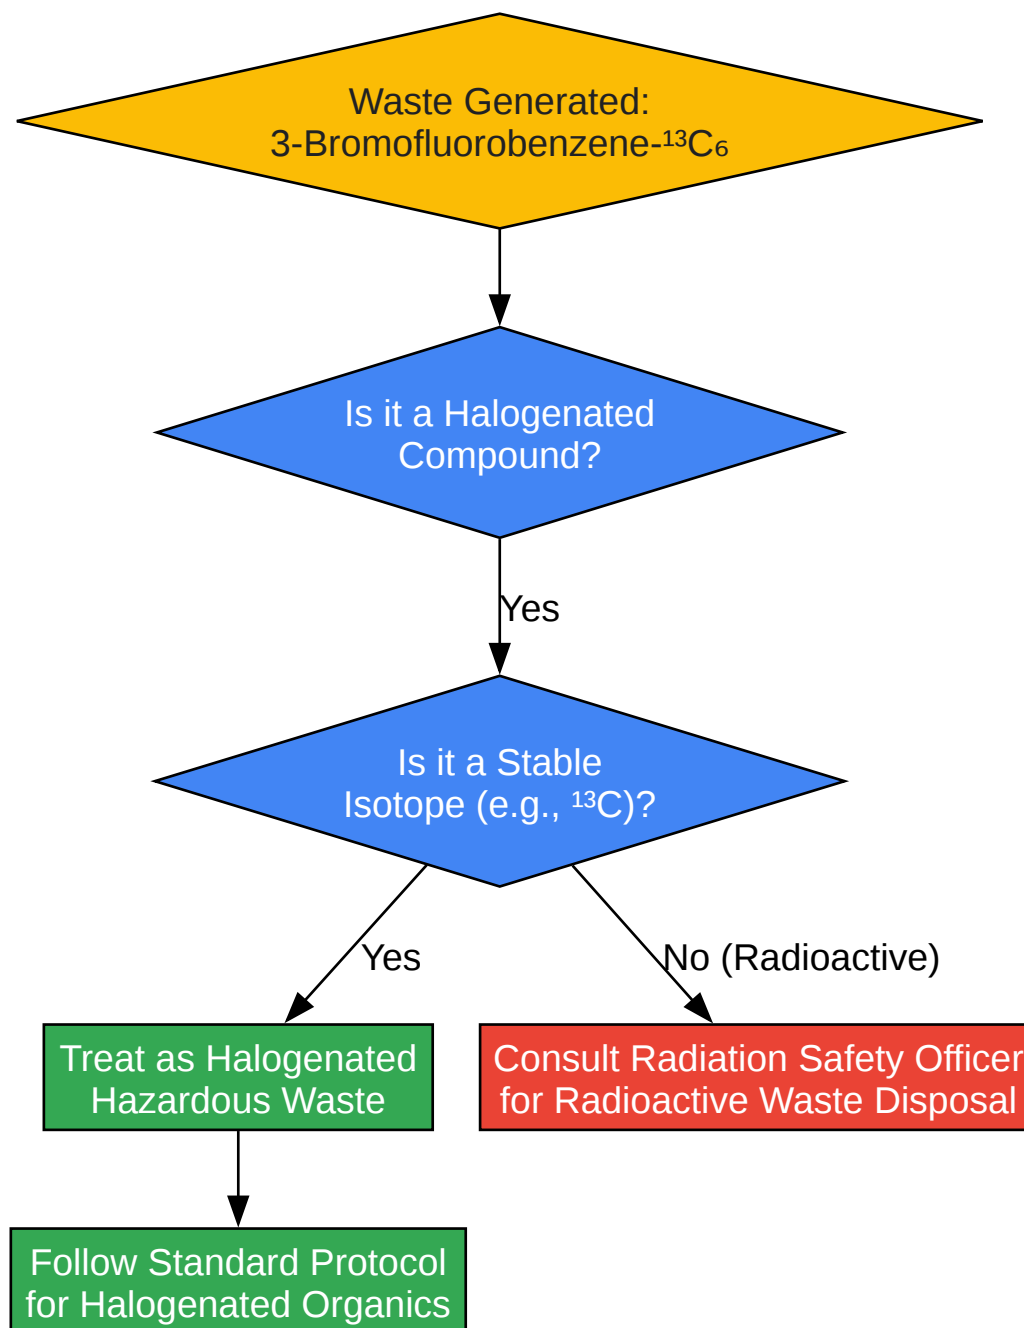 Waste Generated:
3-Bromofluorobenzene-¹³C₆
Is it a Halogenated
Compound?
Yes
Is it a Stable
Isotope (e.g., ¹³C)?
Yes
No (Radioactive)
Treat as Halogenated
Hazardous Waste
Consult Radiation Safety Officer
for Radioactive Waste Disposal
Follow Standard Protocol
for Halogenated Organics